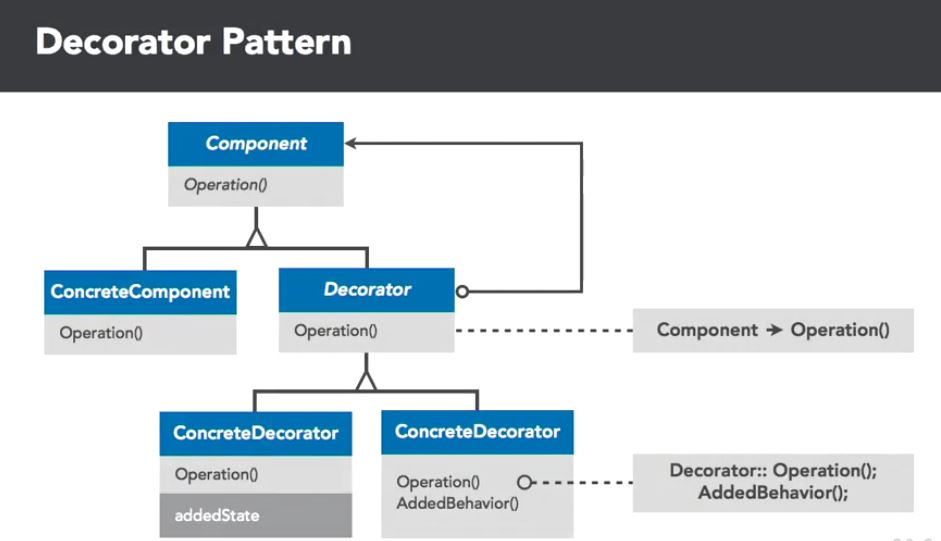 Decorator Pattern
Component
Operation()
ConcreteComponent
Operation()
Decorator
Operation()
Component → Operation()
ConcreteDecorator
Operation()
addedState
ConcreteDecorator
Operation()
AddedBehavior()
Decorator:: Operation();
AddedBehavior();